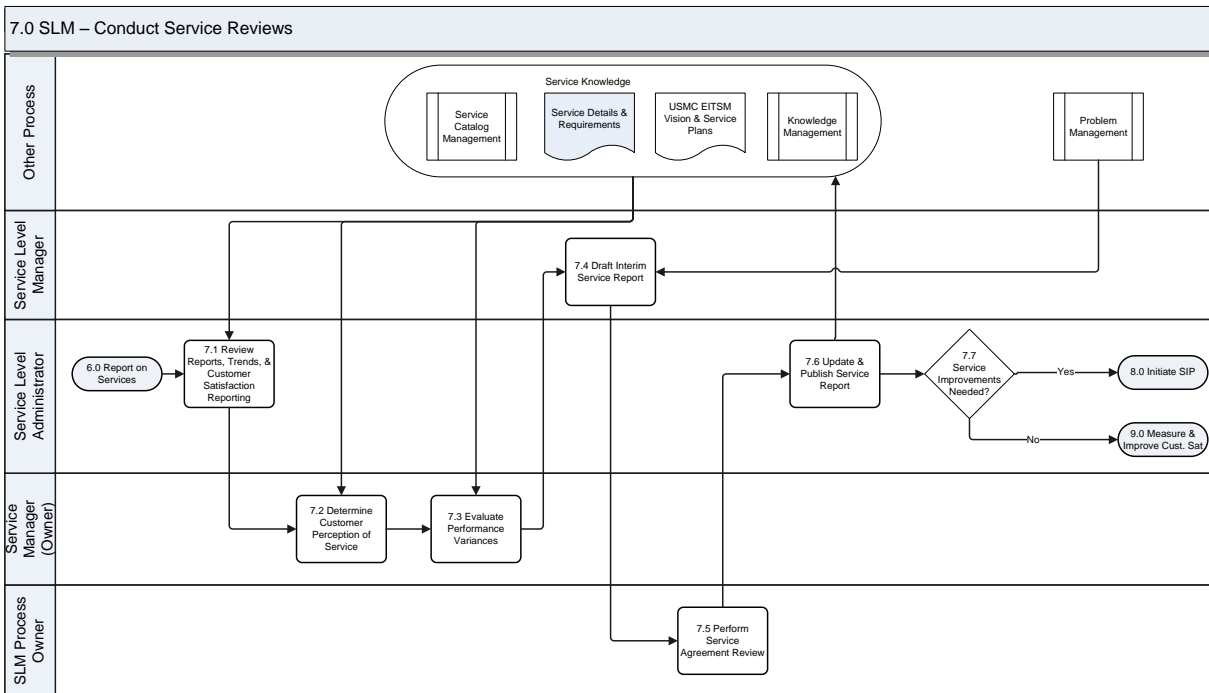 7.0 SLM – Conduct Service Reviews
Other Process
Service Knowledge
Service
Catalog
Management
Service Details &
Requirements
USMC EITSM
Vision & Service
Plans
Knowledge
Management
Problem
Management
Service Level
Manager
7.4 Draft Interim
Service Report
Service Level
Administrator
6.0 Report on
Services
7.1 Review
Reports, Trends, &
Customer
Satisfaction
Reporting
7.6 Update &
Publish Service
Report
7.7
Service
Improvements
Needed?
Yes
8.0 Initiate SIP
No
9.0 Measure &
Improve Cust. Sat
Service
Manager
(Owner)
7.2 Determine
Customer
Perception of
Service
7.3 Evaluate
Performance
Variances
SLM Process
Owner
7.5 Perform
Service
Agreement Review